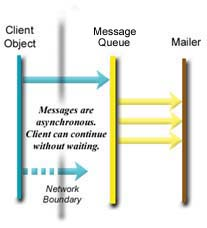 Client
Object
Message
Queue
Mailer
Messages are
asynchronous.
Client can continue
without waiting.
Network
Boundary